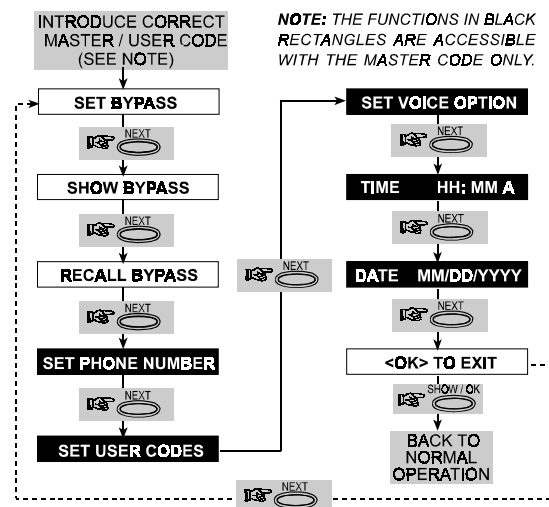 INTRODUCE CORRECT
MASTER / USER CODE
(SEE NOTE)
NOTE: THE FUNCTIONS IN BLACK
RECTANGLES ARE ACCESSIBLE
WITH THE MASTER CODE ONLY.
SET BYPASS
NEXT
SHOW BYPASS
NEXT
RECALL BYPASS
NEXT
SET PHONE NUMBER
NEXT
SET USER CODES
NEXT
SET VOICE OPTION
NEXT
TIME HH: MM A
NEXT
DATE MM/DD/YYYY
NEXT
<OK> TO EXIT
SHOW / OK
BACK TO
NORMAL
OPERATION
NEXT